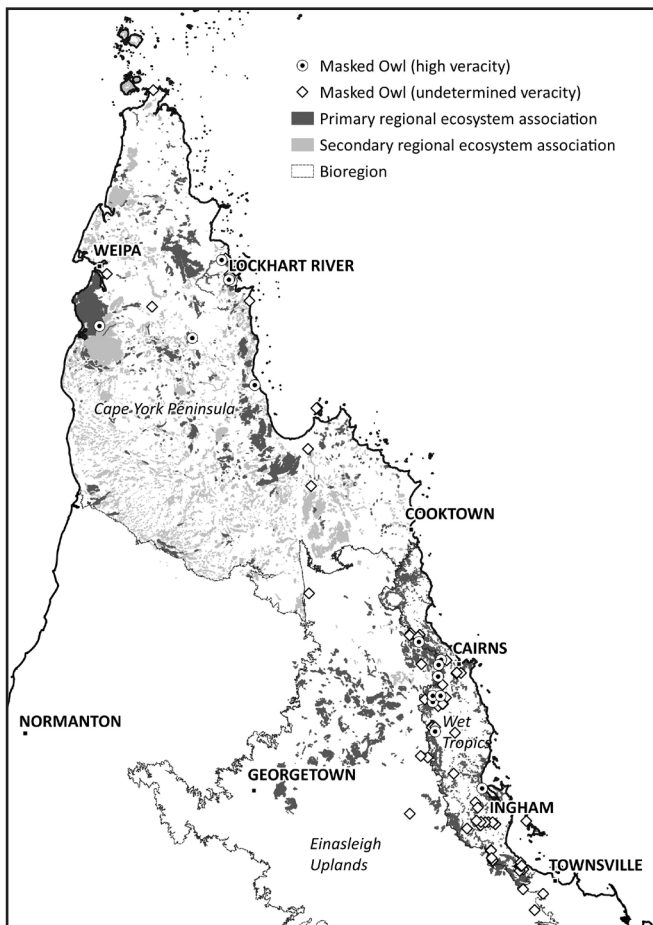 Masked Owl (high veracity)
Masked Owl (undetermined veracity)
Primary regional ecosystem association
Secondary regional ecosystem association
Bioregion
WEIPA
LOCKHART RIVER
Cape York Peninsula
COOKTOWN
CAIRNS
NORMANTON
Wet
Tropics
GEORGETOWN
INGHAM
Einasleigh
Uplands
TOWNSVILLE